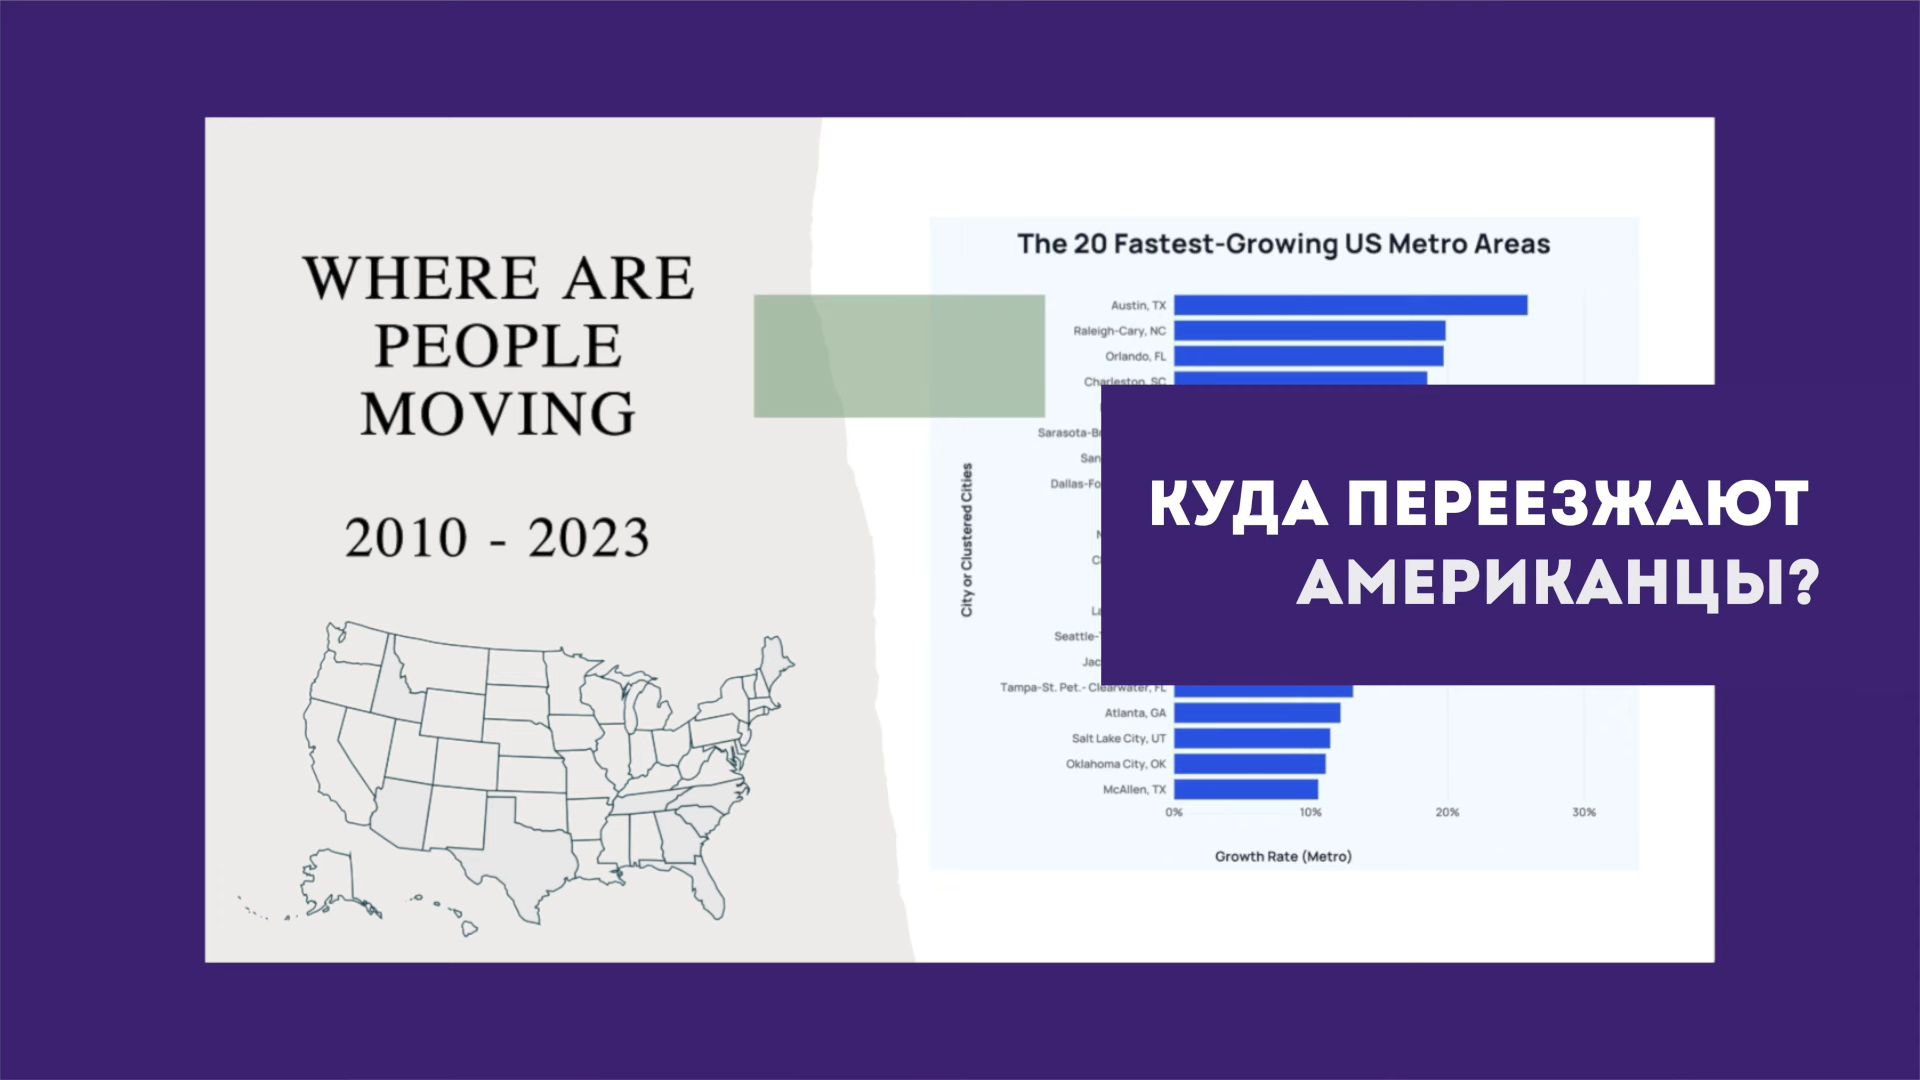 WHERE ARE
PEOPLE
MOVING
2010 - 2023
The 20 Fastest-Growing US Metro Areas
Austin, TX
Raleigh-Cary, NC
Orlando, FL
Charleston, SC
Tampa-St. Pet.- Clearwater, FL
Atlanta, GA
Salt Lake City, UT
Oklahoma City, OK
McAllen, TX
0% 10% 20% 30%
Growth Rate (Metro)
City or Clustered Cities
КУДА ПЕРЕЕЗЖАЮТ
АМЕРИКАНЦЫ?